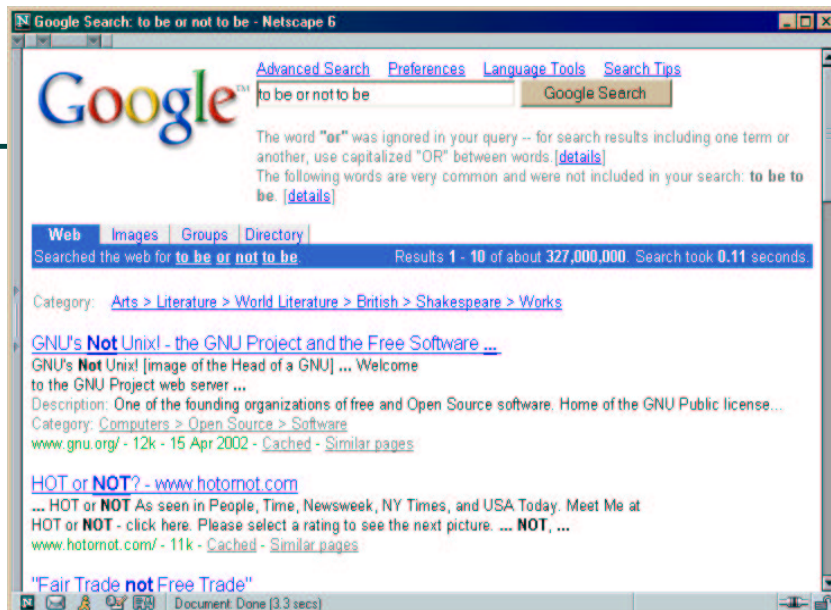 Google Search: to be or not to be - Netscape 6
Advanced Search Preferences Language Tools Search Tips
Google™
to be or not to be Google Search
The word "or" was ignored in your query -- for search results including one term or
another, use capitalized "OR" between words.[details]
The following words are very common and were not included in your search: to be to
be. [details]
Web Images Groups Directory
Searched the web for to be or not to be. Results 1 - 10 of about 327,000,000. Search took 0.11 seconds.
Category: Arts > Literature > World Literature > British > Shakespeare > Works
GNU's Not Unix! - the GNU Project and the Free Software ...
GNU's Not Unix! [image of the Head of a GNU] ... Welcome
to the GNU Project web server ...
Description: One of the founding organizations of free and Open Source software. Home of the GNU Public license...
Category: Computers > Open Source > Software
www.gnu.org/ - 12k - 15 Apr 2002 - Cached - Similar pages
HOT or NOT? - www.hotornot.com
... HOT or NOT As seen in People, Time, Newsweek, NY Times, and USA Today. Meet Me at
HOT or NOT - click here. Please select a rating to see the next picture. ... NOT, ...
www.hotornot.com/ - 11k - Cached - Similar pages
"Fair Trade not Free Trade"
Document: Done (3.3 secs)